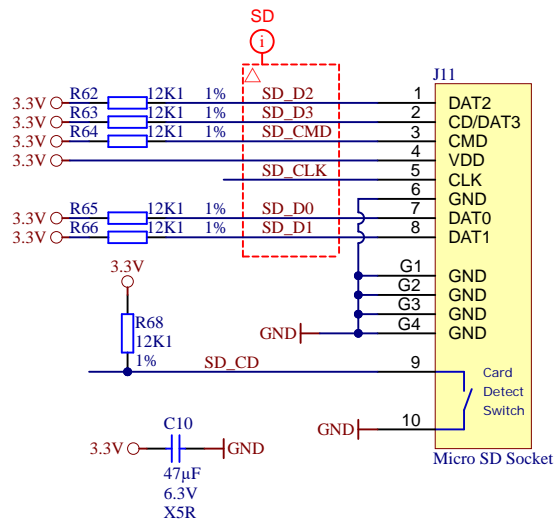 SD
i
J11
R62 12K1 1% SD_D2 1 DAT2
3.3V
R63 12K1 1% SD_D3 2 CD/DAT3
3.3V
R64 12K1 1% SD_CMD 3 CMD
3.3V
3.3V 4 VDD
SD_CLK 5 CLK
6 GND
R65 12K1 1% SD_D0 7 DAT0
3.3V
R66 12K1 1% SD_D1 8 DAT1
3.3V
G1 GND
G2 GND
G3 GND
GND G4 GND
3.3V
R68
12K1
1%
SD_CD 9 Card
Detect
Switch
GND 10
Micro SD Socket
C10
3.3V GND
47µF
6.3V
X5R